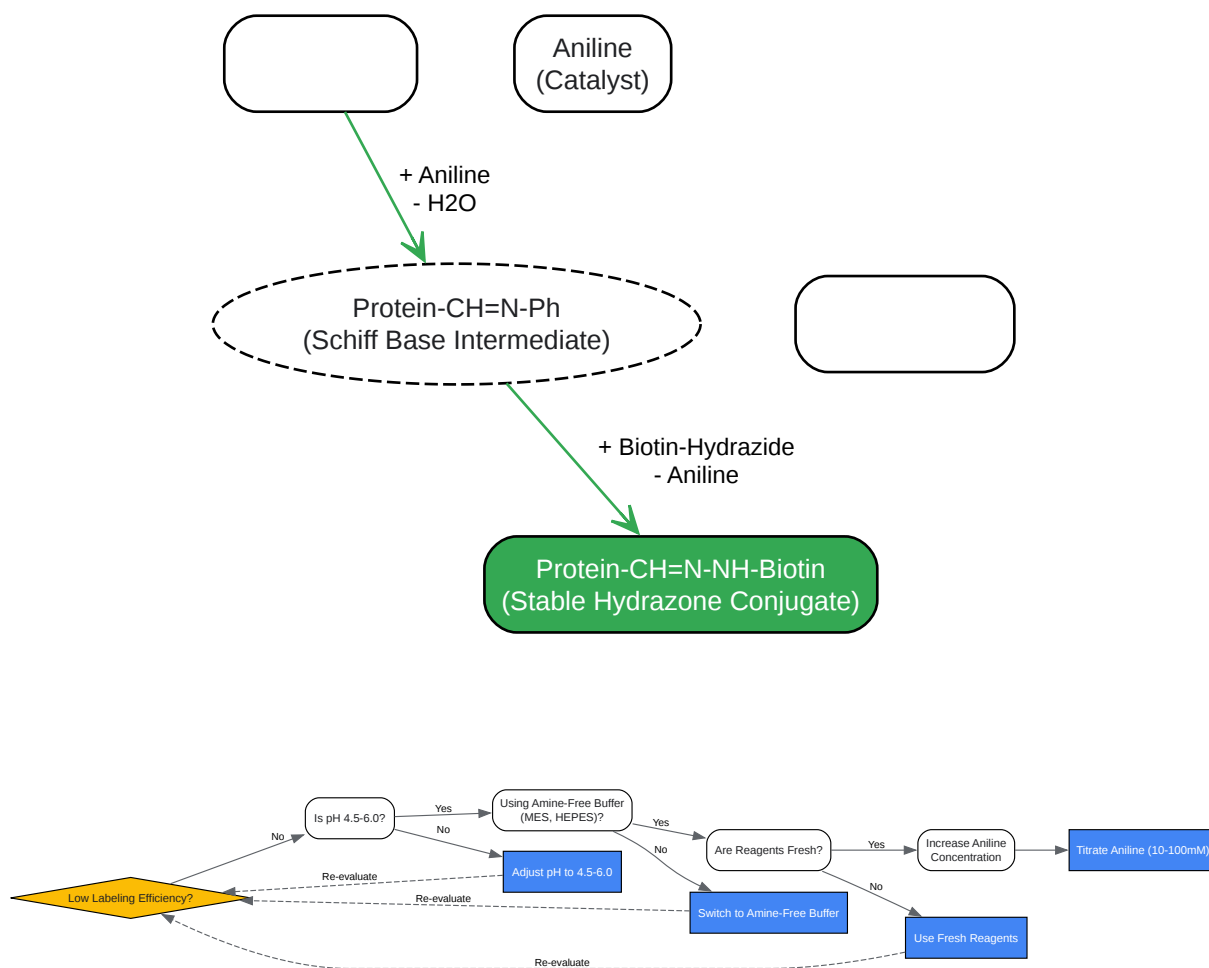 Aniline
(Catalyst)
+ Aniline
- H2O
Protein-CH=N-Ph
(Schiff Base Intermediate)
+ Biotin-Hydrazide
- Aniline
Protein-CH=N-NH-Biotin
(Stable Hydrazone Conjugate)
Low Labeling Efficiency?
No
Is pH 4.5-6.0?
Yes
No
Using Amine-Free Buffer
(MES, HEPES)?
Adjust pH to 4.5-6.0
Re-evaluate
Yes
No
Are Reagents Fresh?
Switch to Amine-Free Buffer
Re-evaluate
Yes
No
Increase Aniline
Concentration
Titrate Aniline (10-100mM)
Use Fresh Reagents
Re-evaluate